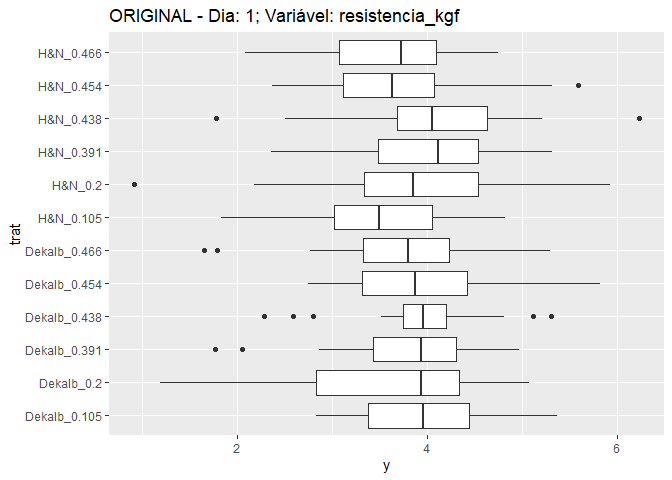 ORIGINAL - Dia: 1; Variável: resistencia_kgf
H&N_0.466
H&N_0.454
H&N_0.438
H&N_0.391
H&N_0.2
H&N_0.105
Dekalb_0.466
Dekalb_0.454
Dekalb_0.438
Dekalb_0.391
Dekalb_0.2
Dekalb_0.105
trat
2 4 6
y